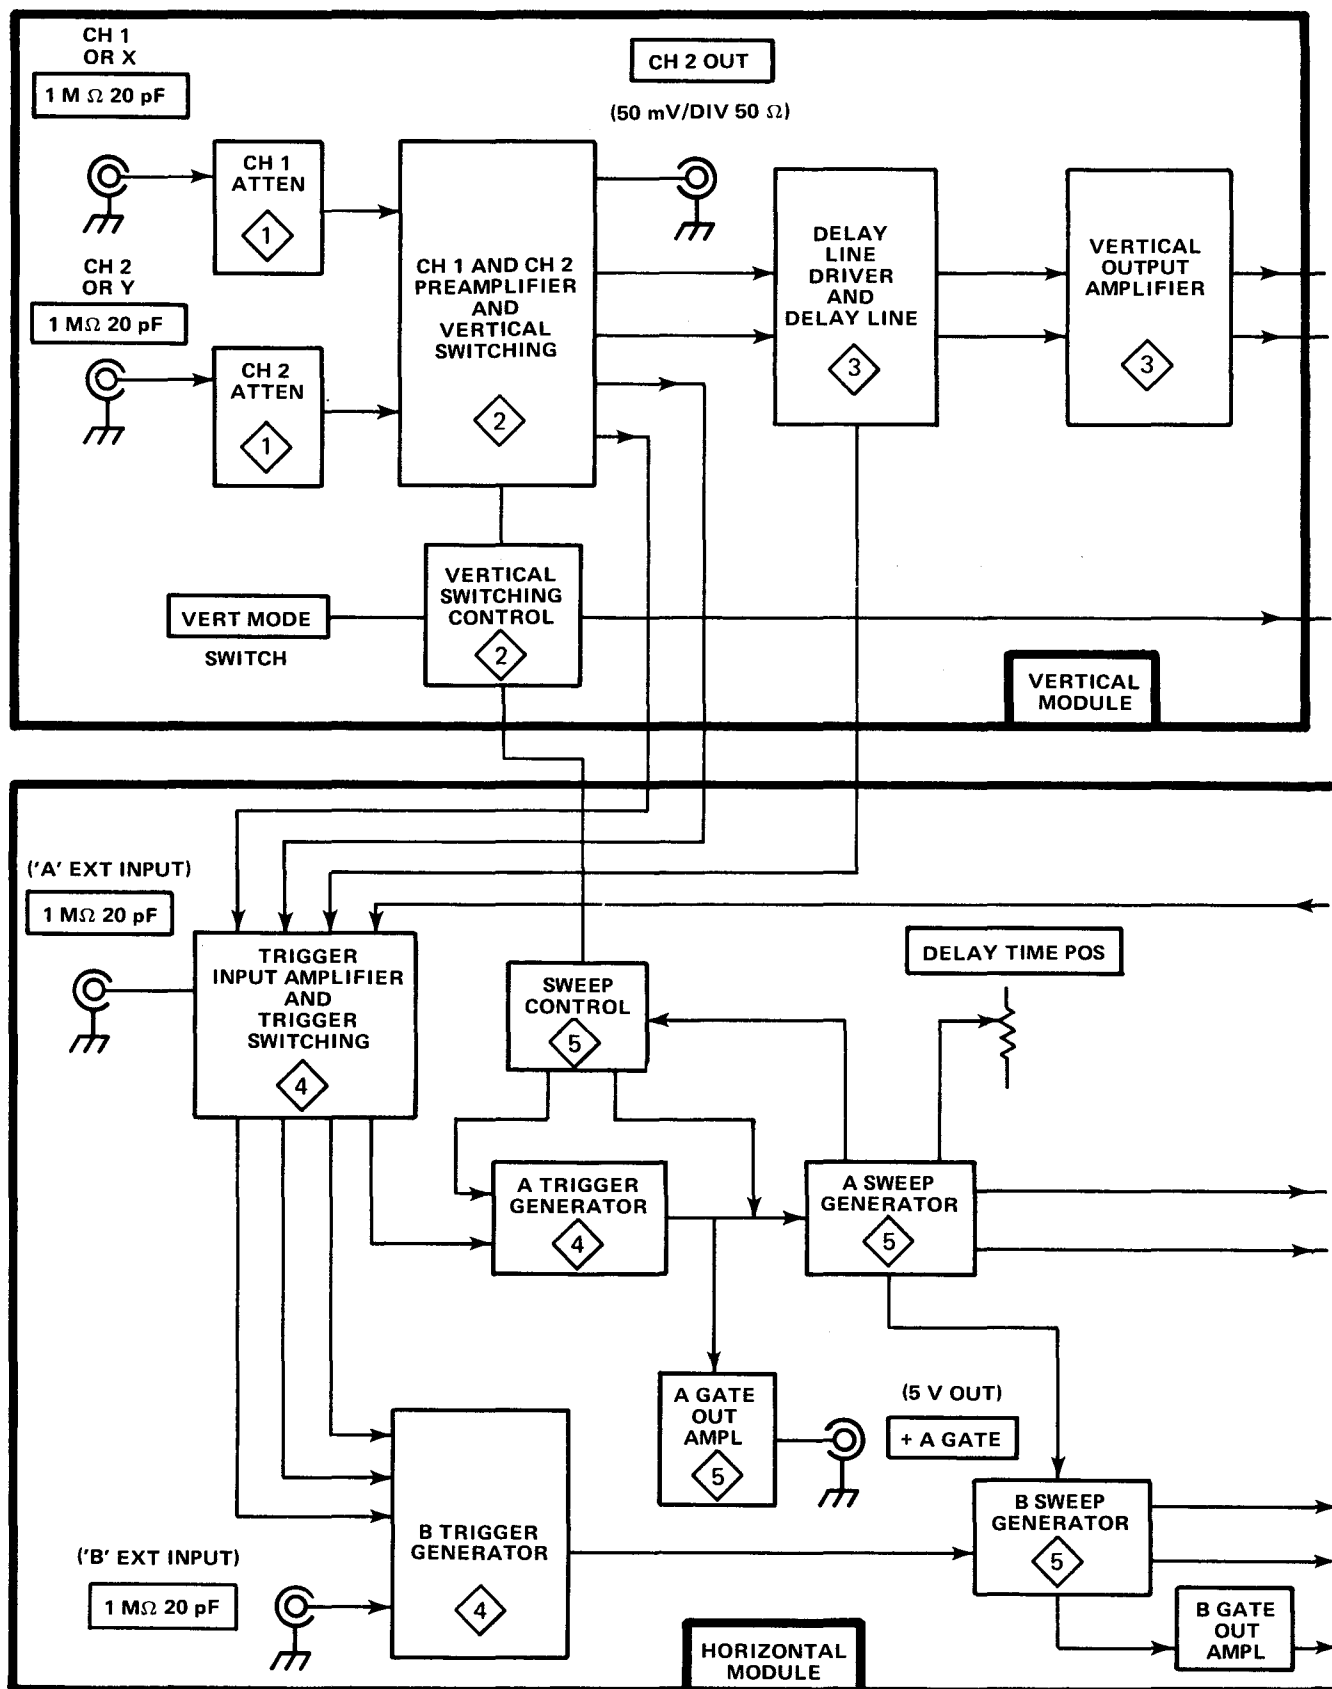 CH 1
OR X
1 M Ω 20 pF
CH 2 OUT
(50 mV/DIV 50 Ω)
CH 1
ATTEN
1
CH 2
OR Y
1 MΩ 20 pF
CH 2
ATTEN
1
CH 1 AND CH 2
PREAMPLIFIER
AND
VERTICAL
SWITCHING
2
DELAY
LINE
DRIVER
AND
DELAY LINE
3
VERTICAL
OUTPUT
AMPLIFIER
3
VERTICAL
SWITCHING
CONTROL
2
VERT MODE
SWITCH
VERTICAL
MODULE
('A' EXT INPUT)
1 MΩ 20 pF
TRIGGER
INPUT AMPLIFIER
AND
TRIGGER
SWITCHING
4
SWEEP
CONTROL
5
DELAY TIME POS
A TRIGGER
GENERATOR
4
A SWEEP
GENERATOR
5
A GATE
OUT
AMPL
5
(5 V OUT)
+ A GATE
B TRIGGER
GENERATOR
4
B SWEEP
GENERATOR
5
('B' EXT INPUT)
1 MΩ 20 pF
B GATE
OUT
AMPL
HORIZONTAL
MODULE